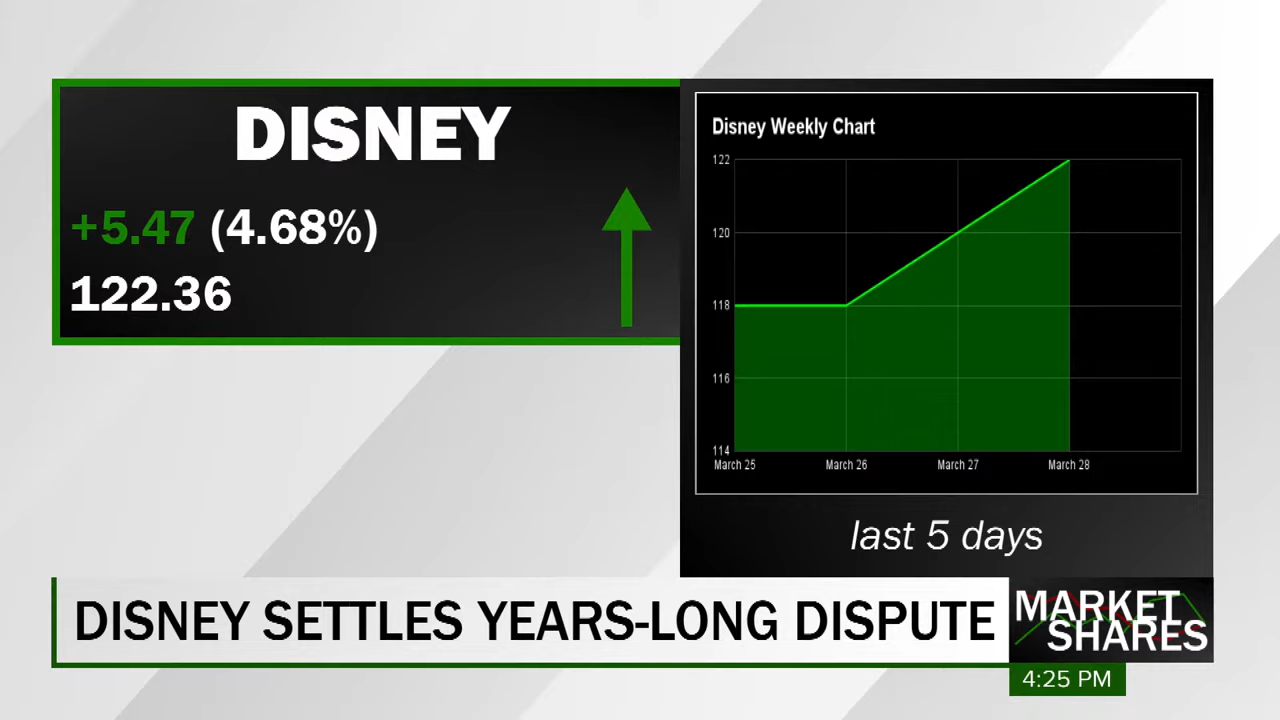 DISNEY
+5.47 (4.68%)
122.36
Disney Weekly Chart
122
120
118
116
114
March 25 March 26 March 27 March 28
last 5 days
DISNEY SETTLES YEARS-LONG DISPUTE
MARKET
SHARES
4:25 PM